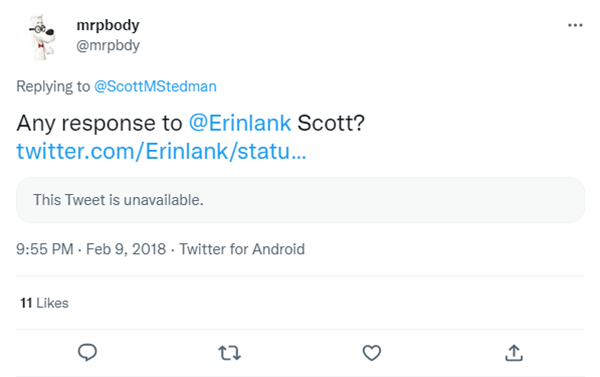 mrpbody
@mrpbdy
Replying to @ScottMStedman
Any response to @Erinlank Scott?
twitter.com/Erinlank/statu...
This Tweet is unavailable.
9:55 PM · Feb 9, 2018 · Twitter for Android
11 Likes